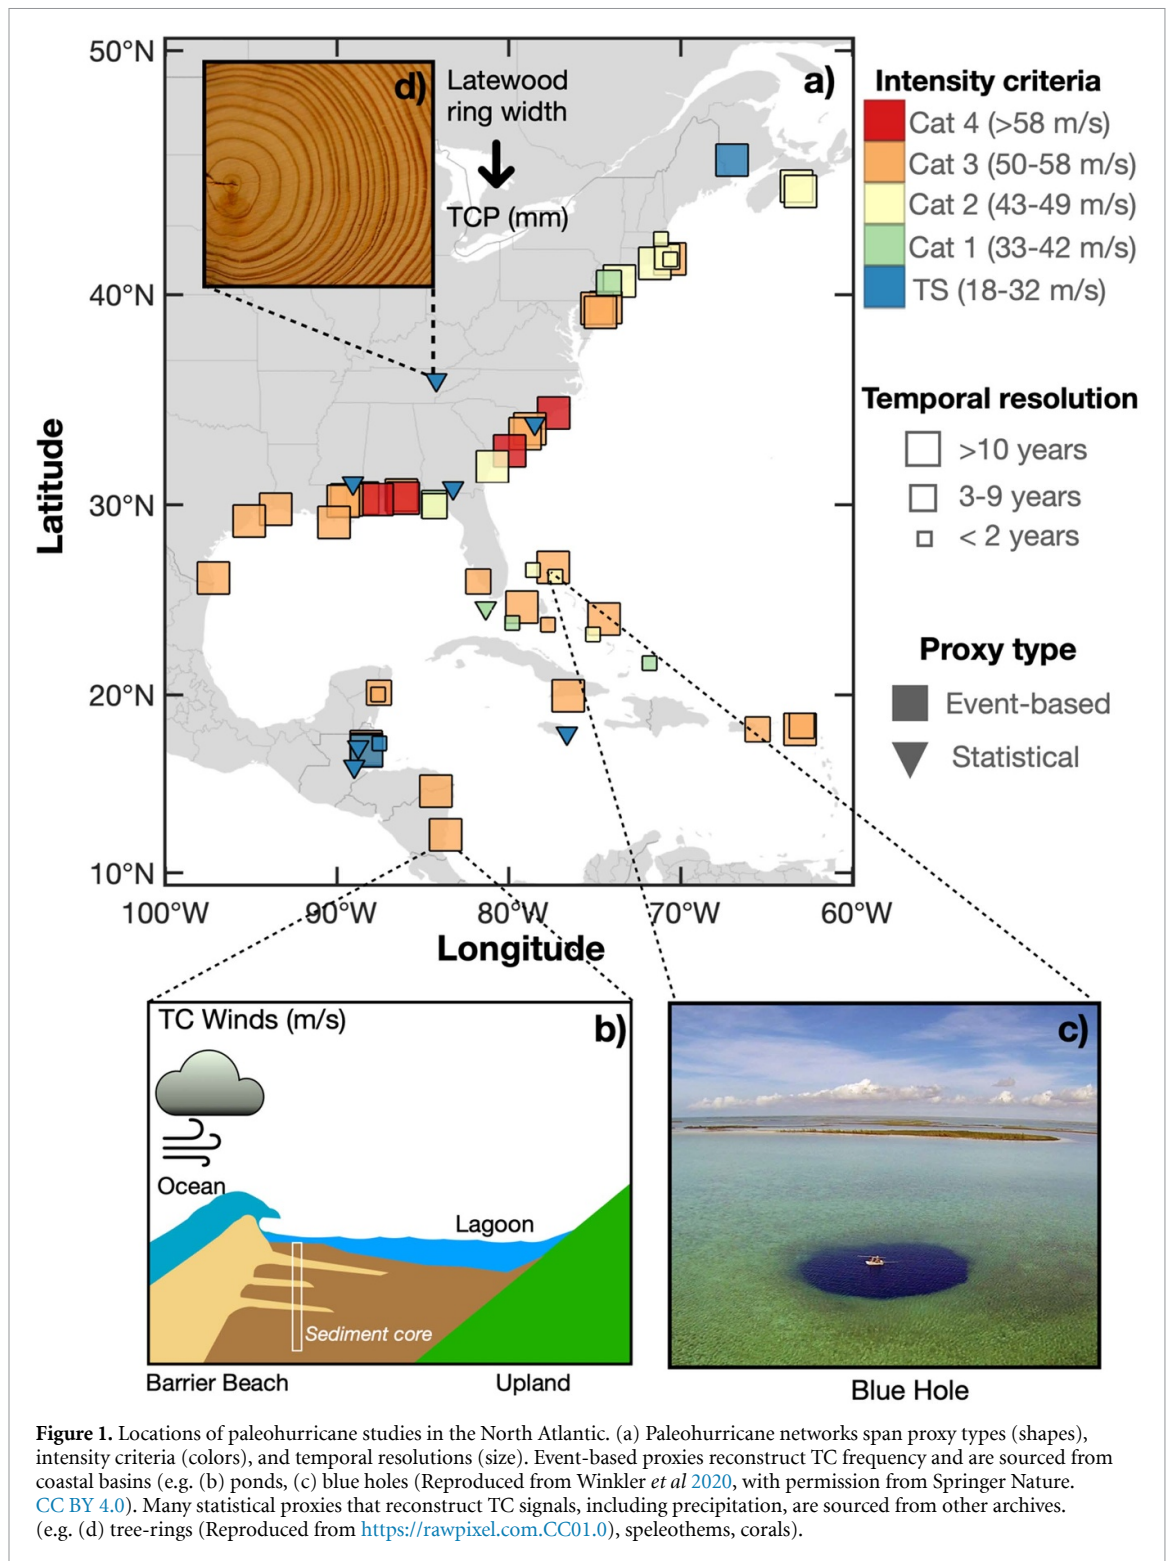 50°N
40°N
30°N
20°N
10°N
Latitude
100°W 90°W 80°W 70°W 60°W
Longitude
a)
d)
Latewood
ring width
TCP (mm)
Intensity criteria
Cat 4 (>58 m/s)
Cat 3 (50-58 m/s)
Cat 2 (43-49 m/s)
Cat 1 (33-42 m/s)
TS (18-32 m/s)
Temporal resolution
>10 years
3-9 years
< 2 years
Proxy type
Event-based
Statistical
TC Winds (m/s)
b)
Ocean
Lagoon
Sediment core
Barrier Beach
Upland
c)
Blue Hole
Figure 1. Locations of paleohurricane studies in the North Atlantic. (a) Paleohurricane networks span proxy types (shapes),
intensity criteria (colors), and temporal resolutions (size). Event-based proxies reconstruct TC frequency and are sourced from
coastal basins (e.g. (b) ponds, (c) blue holes (Reproduced from Winkler et al 2020, with permission from Springer Nature.
CC BY 4.0). Many statistical proxies that reconstruct TC signals, including precipitation, are sourced from other archives.
(e.g. (d) tree-rings (Reproduced from https://rawpixel.com.CC01.0), speleothems, corals).